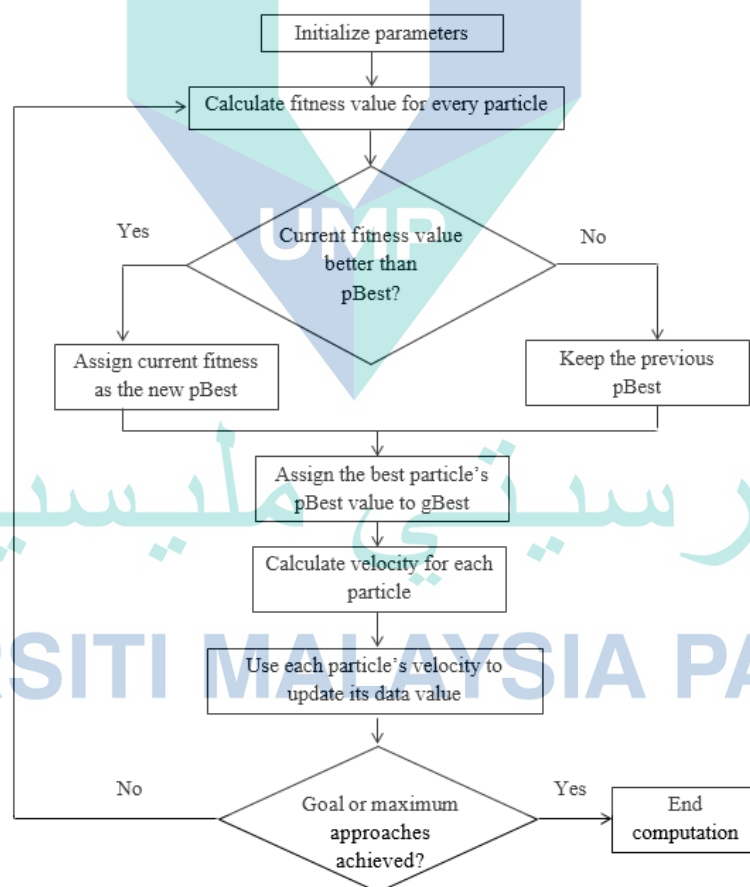 Initialize parameters
Calculate fitness value for every particle
UMP
Yes
Current fitness value
better than
pBest?
No
Assign current fitness
as the new pBest
Keep the previous
pBest
Assign the best particle’s
pBest value to gBest
Calculate velocity for each
particle
Use each particle’s velocity to
update its data value
RSITI MALAYSIA PA
No
Goal or maximum
approaches
achieved?
Yes
End
computation
رسيتي مليسي